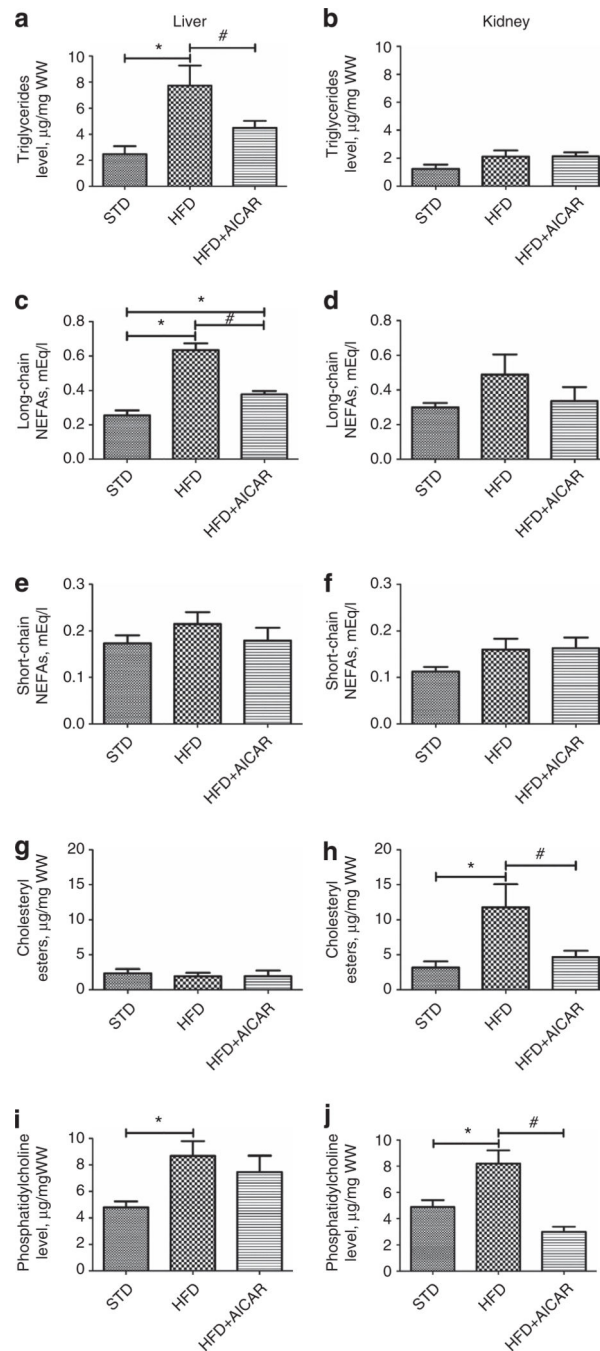 a
Liver
Triglycerides
level, µg/mg WW
10
8
6
4
2
0
*
#
STD
HFD
HFD+AICAR
b
Kidney
Triglycerides
level, µg/mg WW
10
8
6
4
2
0
STD
HFD
HFD+AICAR
c
Long-chain
NEFAs, mEq/l
0.8
0.6
0.4
0.2
0.0
*
*
#
STD
HFD
HFD+AICAR
d
Long-chain
NEFAs, mEq/l
0.8
0.6
0.4
0.2
0.0
STD
HFD
HFD+AICAR
e
Short-chain
NEFAs, mEq/l
0.3
0.2
0.1
0.0
STD
HFD
HFD+AICAR
f
Short-chain
NEFAs, mEq/l
0.3
0.2
0.1
0.0
STD
HFD
HFD+AICAR
g
Cholesteryl
esters, µg/mg WW
20
15
10
5
0
STD
HFD
HFD+AICAR
h
Cholesteryl
esters, µg/mg WW
20
15
10
5
0
*
#
STD
HFD
HFD+AICAR
i
Phosphatidylcholine
level, µg/mgWW
10
8
6
4
2
0
*
STD
HFD
HFD+AICAR
j
Phosphatidylcholine
level, µg/mg WW
10
8
6
4
2
0
*
#
STD
HFD
HFD+AICAR